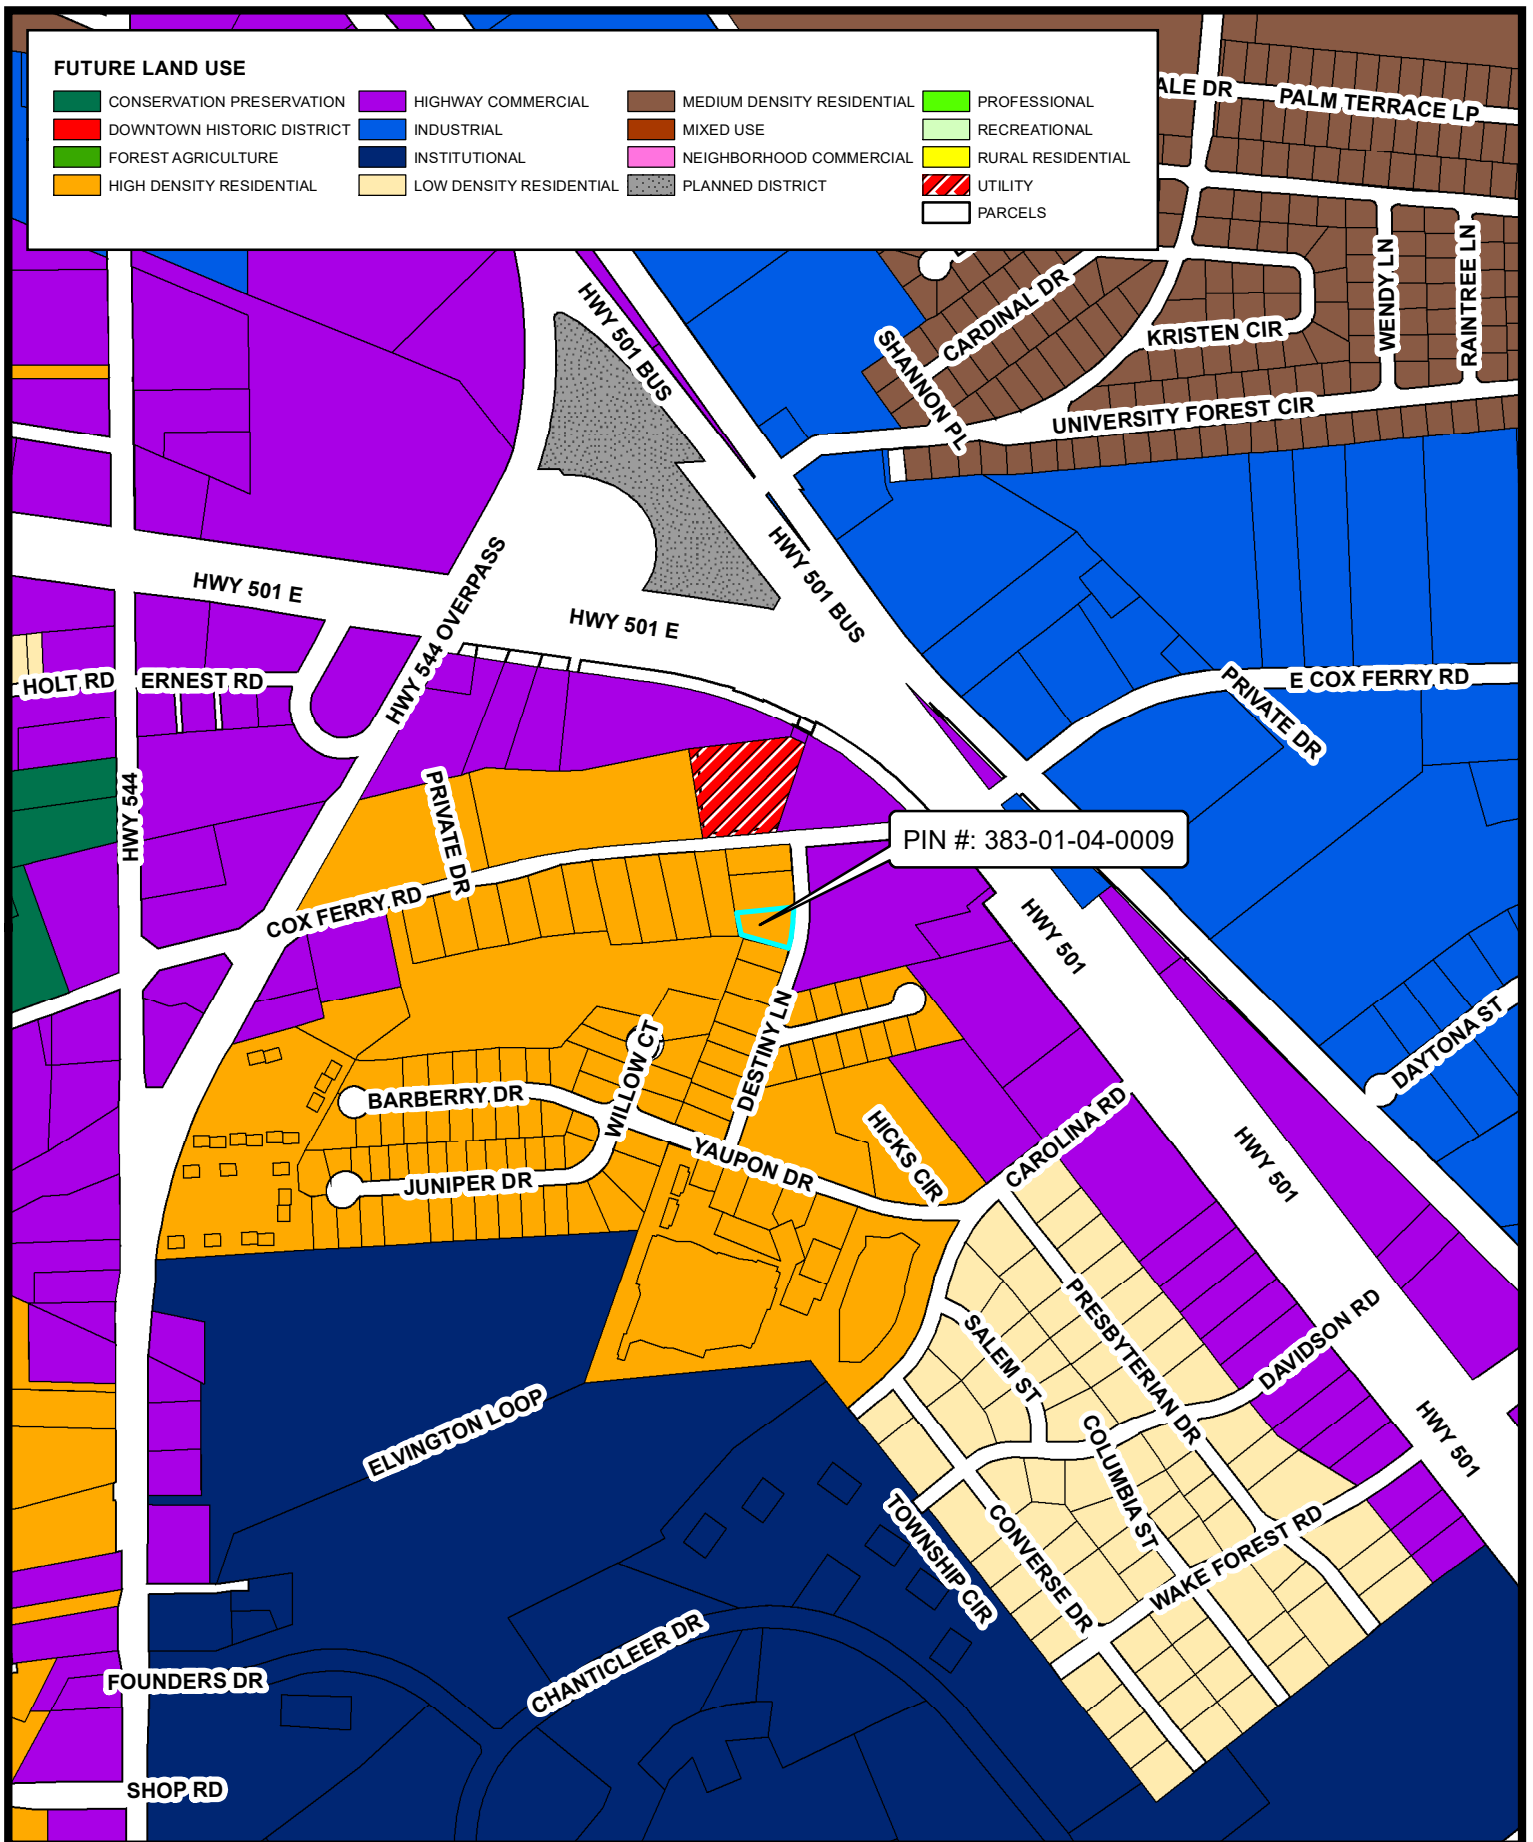 FUTURE LAND USE
CONSERVATION PRESERVATION
DOWNTOWN HISTORIC DISTRICT
FOREST AGRICULTURE
HIGH DENSITY RESIDENTIAL
HIGHWAY COMMERCIAL
INDUSTRIAL
INSTITUTIONAL
LOW DENSITY RESIDENTIAL
MEDIUM DENSITY RESIDENTIAL
MIXED USE
NEIGHBORHOOD COMMERCIAL
PLANNED DISTRICT
PROFESSIONAL
RECREATIONAL
RURAL RESIDENTIAL
UTILITY
PARCELS
ALE DR
PALM TERRACE LP
CARDINAL DR
SHANNON PL
KRISTEN CIR
WENDY LN
RAINTREE LN
UNIVERSITY FOREST CIR
HWY 501 BUS
HWY 501 BUS
HWY 501 E
HWY 501 E
HWY 544 OVERPASS
HOLT RD
ERNEST RD
E COX FERRY RD
PRIVATE DR
HWY 544
PRIVATE DR
PIN #: 383-01-04-0009
COX FERRY RD
HWY 501
DESTINY LN
WILLOW CT
DAYTONA ST
BARBERRY DR
HICKS CIR
CAROLINA RD
YAUPON DR
JUNIPER DR
HWY 501
PRESBYTERIAN DR
SALEM ST
DAVIDSON RD
ELVINGTON LOOP
COLUMBIA ST
HWY 501
TOWNSHIP CIR
CONVERSE DR
WAKE FOREST RD
CHANTICLEER DR
FOUNDERS DR
SHOP RD